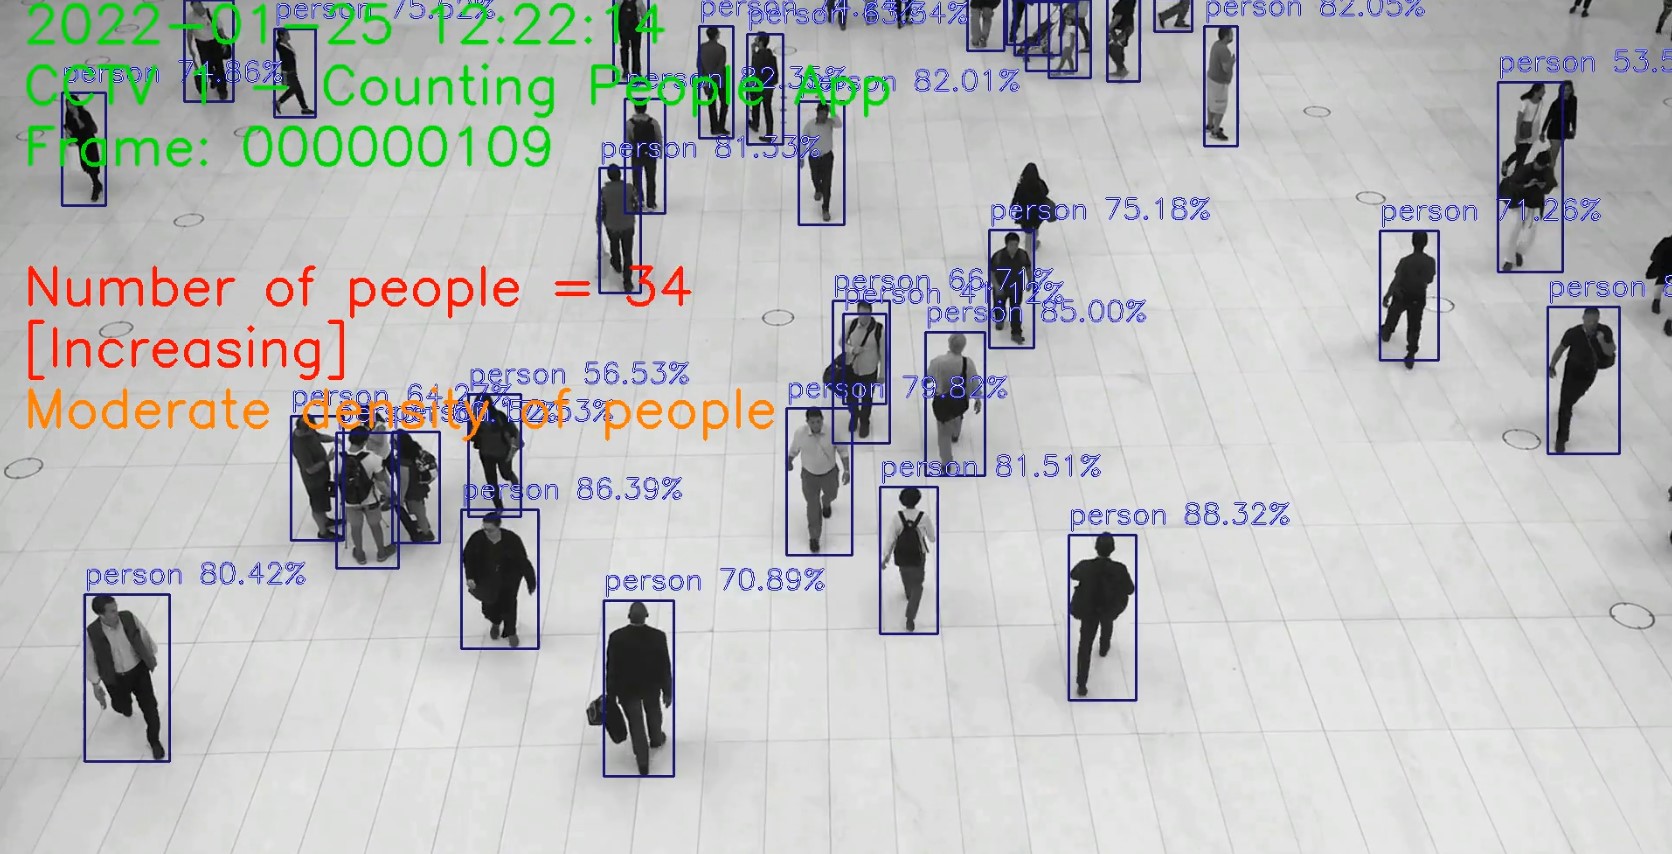 person 75.52%
person
person 83.54%
person 82.05%
2022-01-25 12:22:14
person 53.5
person 71.86%
person 82.35%
person 82.01%
CCTV 1 - Counting People App
Frame: 000000109
person 81.53%
person 75.18%
person 71.26%
Number of people = 34
person 66.71%
person 41.12%
person 8
person 85.00%
[Increasing]
person 56.53%
person 79.82%
person 64.27%
Moderate density of people
person 81.51%
person 86.39%
person 88.32%
person 80.42%
person 70.89%